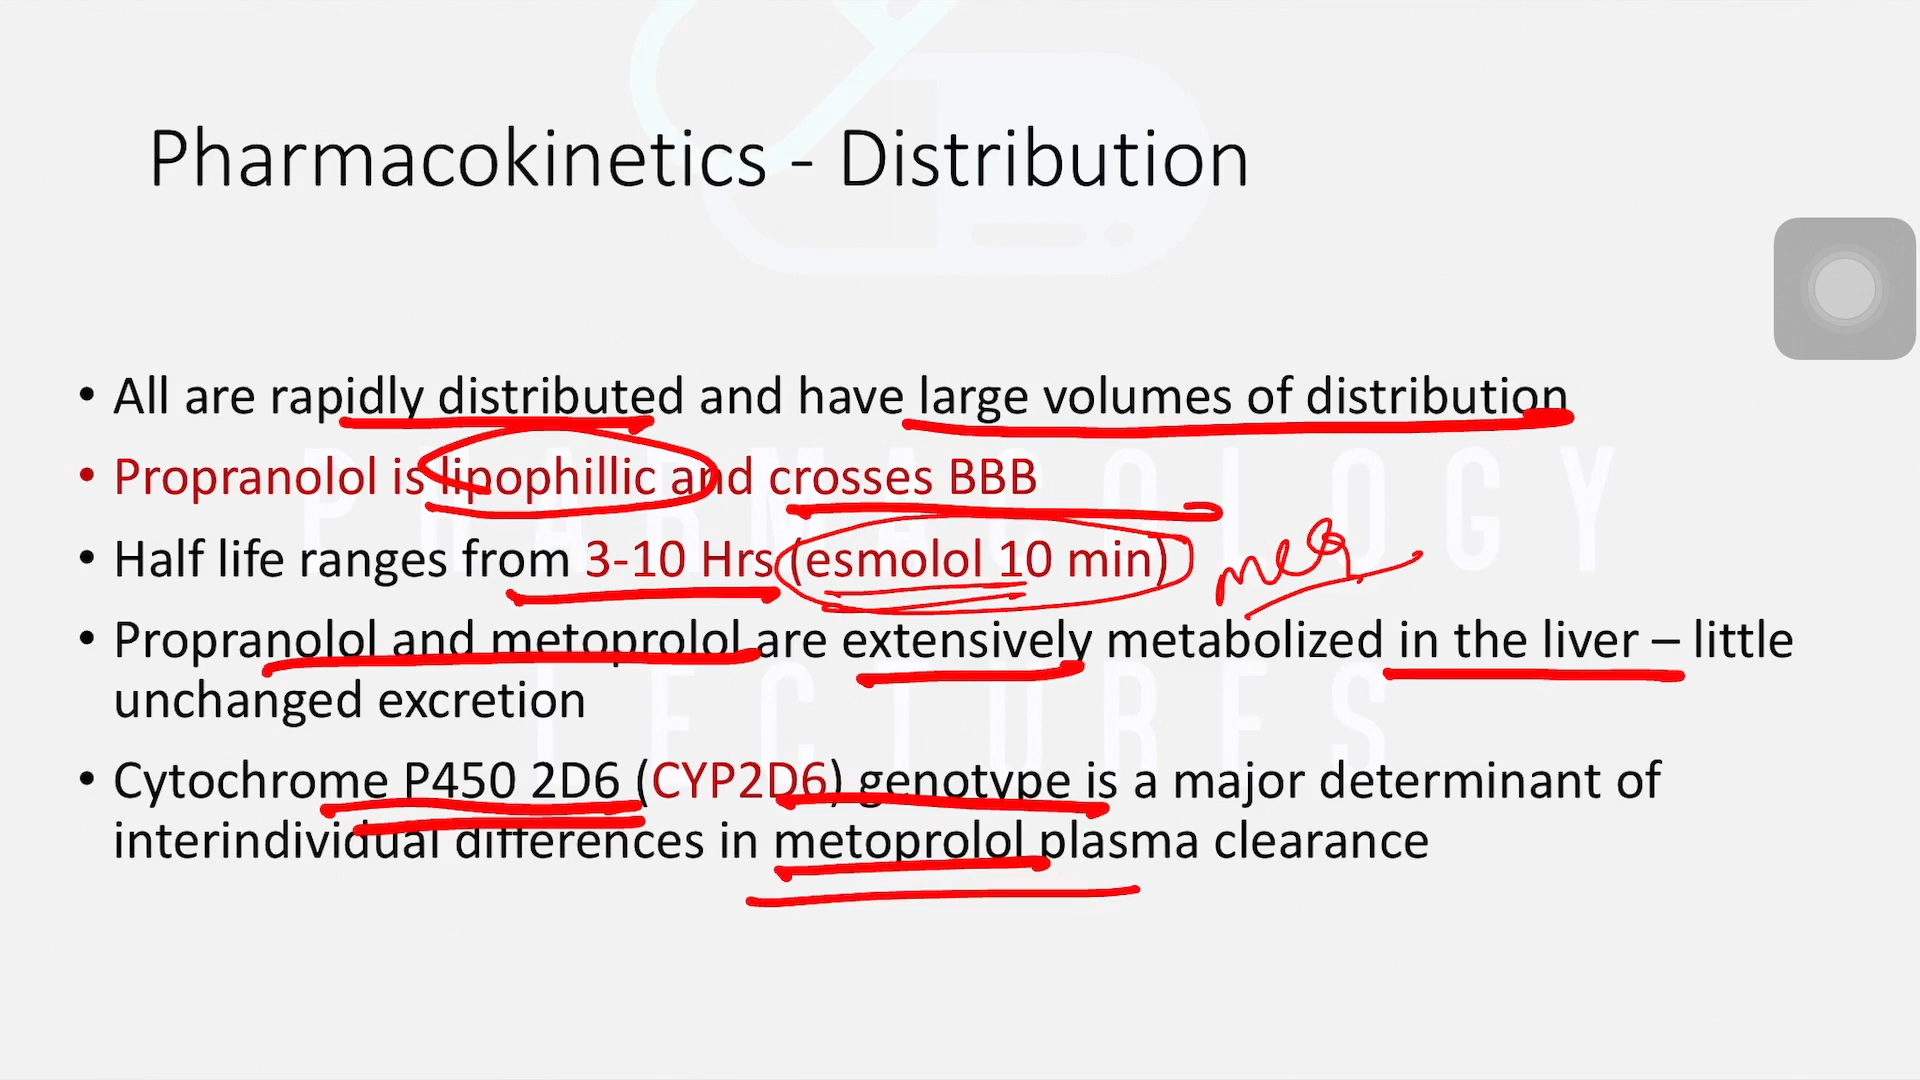 Pharmacokinetics - Distribution
• All are rapidly distributed and have large volumes of distribution
• Propranolol is lipophillic and crosses BBB
• Half life ranges from 3-10 Hrs (esmolol 10 min)
• Propranolol and metoprolol are extensively metabolized in the liver – little
unchanged excretion
• Cytochrome P450 2D6 (CYP2D6) genotype is a major determinant of
interindividual differences in metoprolol plasma clearance
PHARMACOLOGY
LECTURES